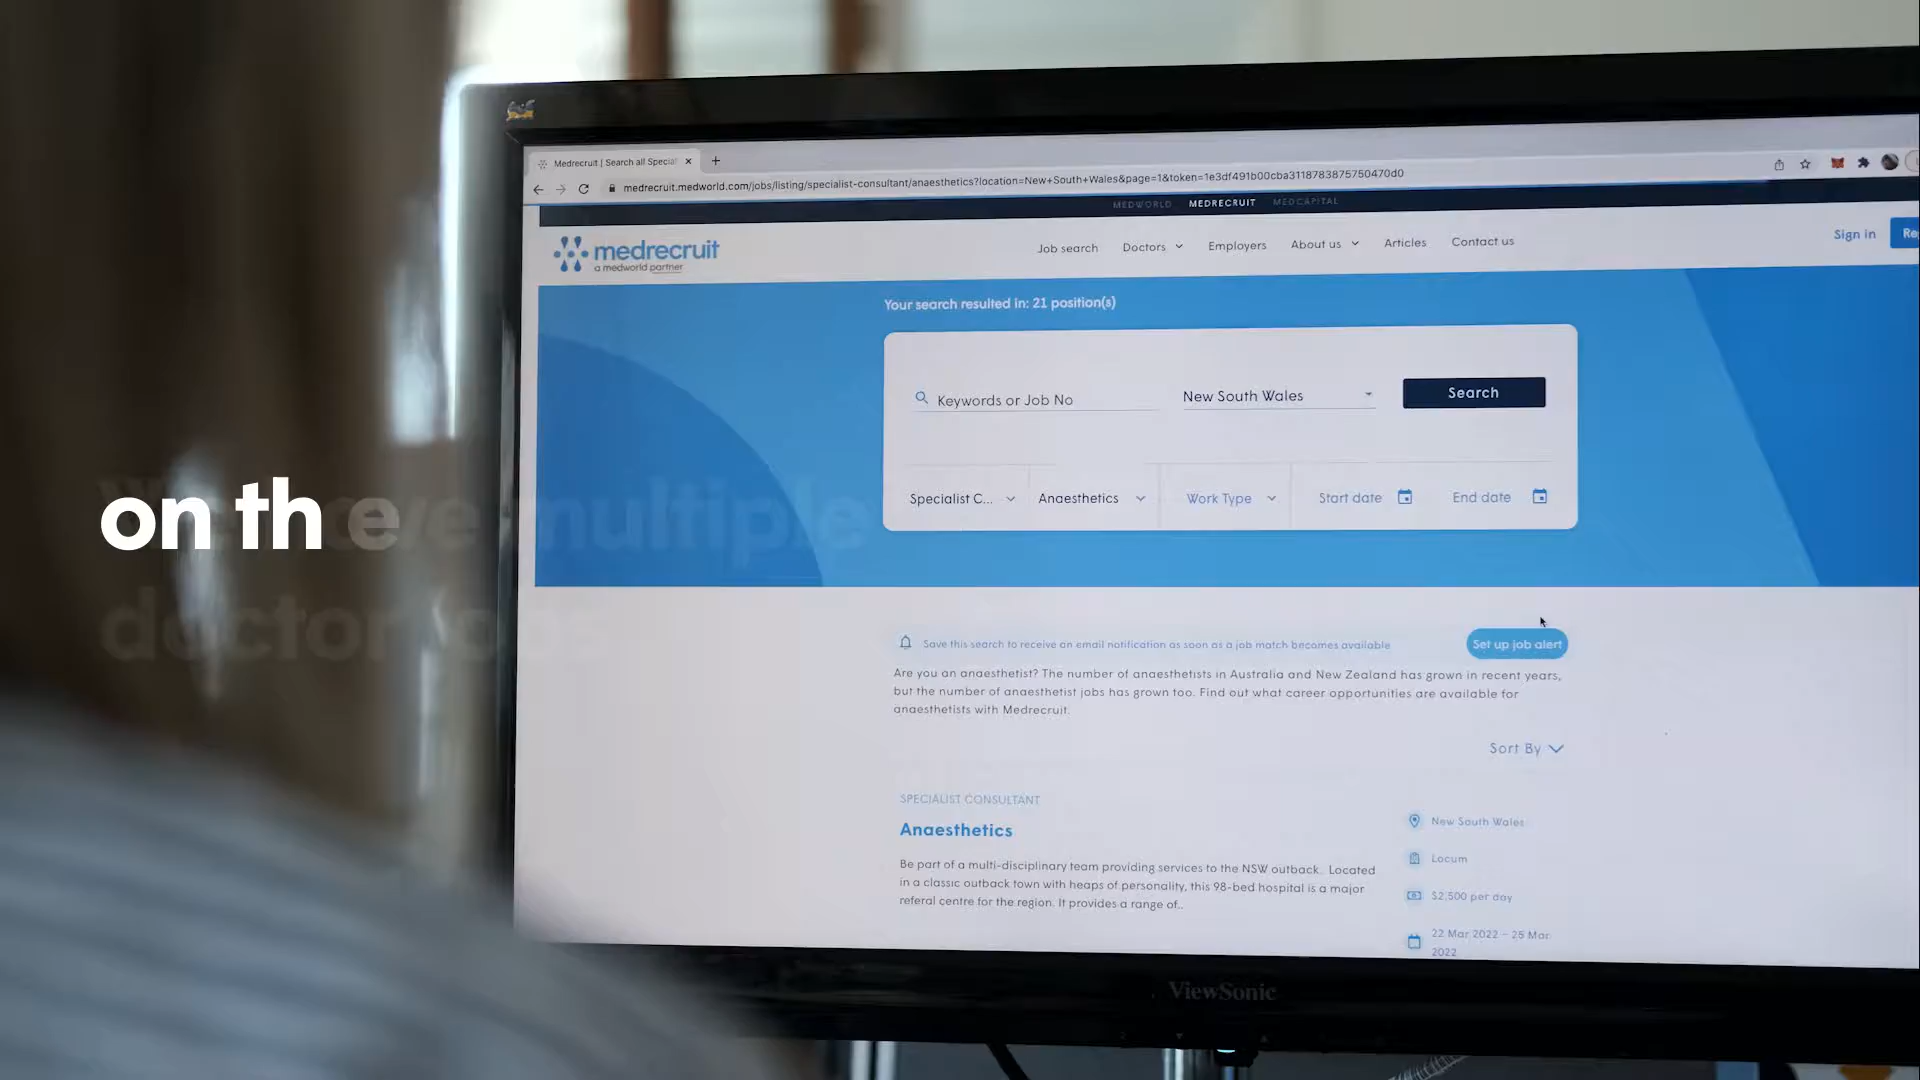 Medrecruit | Search all Special
medrecruit.medworld.com/jobs/listing/specialist-consultant/anaesthetics?location=New+South+Wales&page=1&token=1e3df491b00cba3118783875750470d0
MEDWORLD MEDRECRUIT MEDCAPITAL
medrecruit
a medworld partner
Job search Doctors Employers About us Articles Contact us
Sign in Re
Your search resulted in: 21 position(s)
Keywords or Job No New South Wales Search
Specialist C... Anaesthetics Work Type Start date End date
on the
multiple
doctor jobs
Save this search to receive an email notification as soon as a job match becomes available
Set up job alert
Are you an anaesthetist? The number of anaesthetists in Australia and New Zealand has grown in recent years,
but the number of anaesthetist jobs has grown too. Find out what career opportunities are available for
anaesthetists with Medrecruit.
Sort By
SPECIALIST CONSULTANT
Anaesthetics
Be part of a multi-disciplinary team providing services to the NSW outback. Located
in a classic outback town with heaps of personality, this 98-bed hospital is a major
referal centre for the region. It provides a range of..
New South Wales
Locum
$2,500 per day
22 Mar 2022 – 25 Mar
2022
ViewSonic